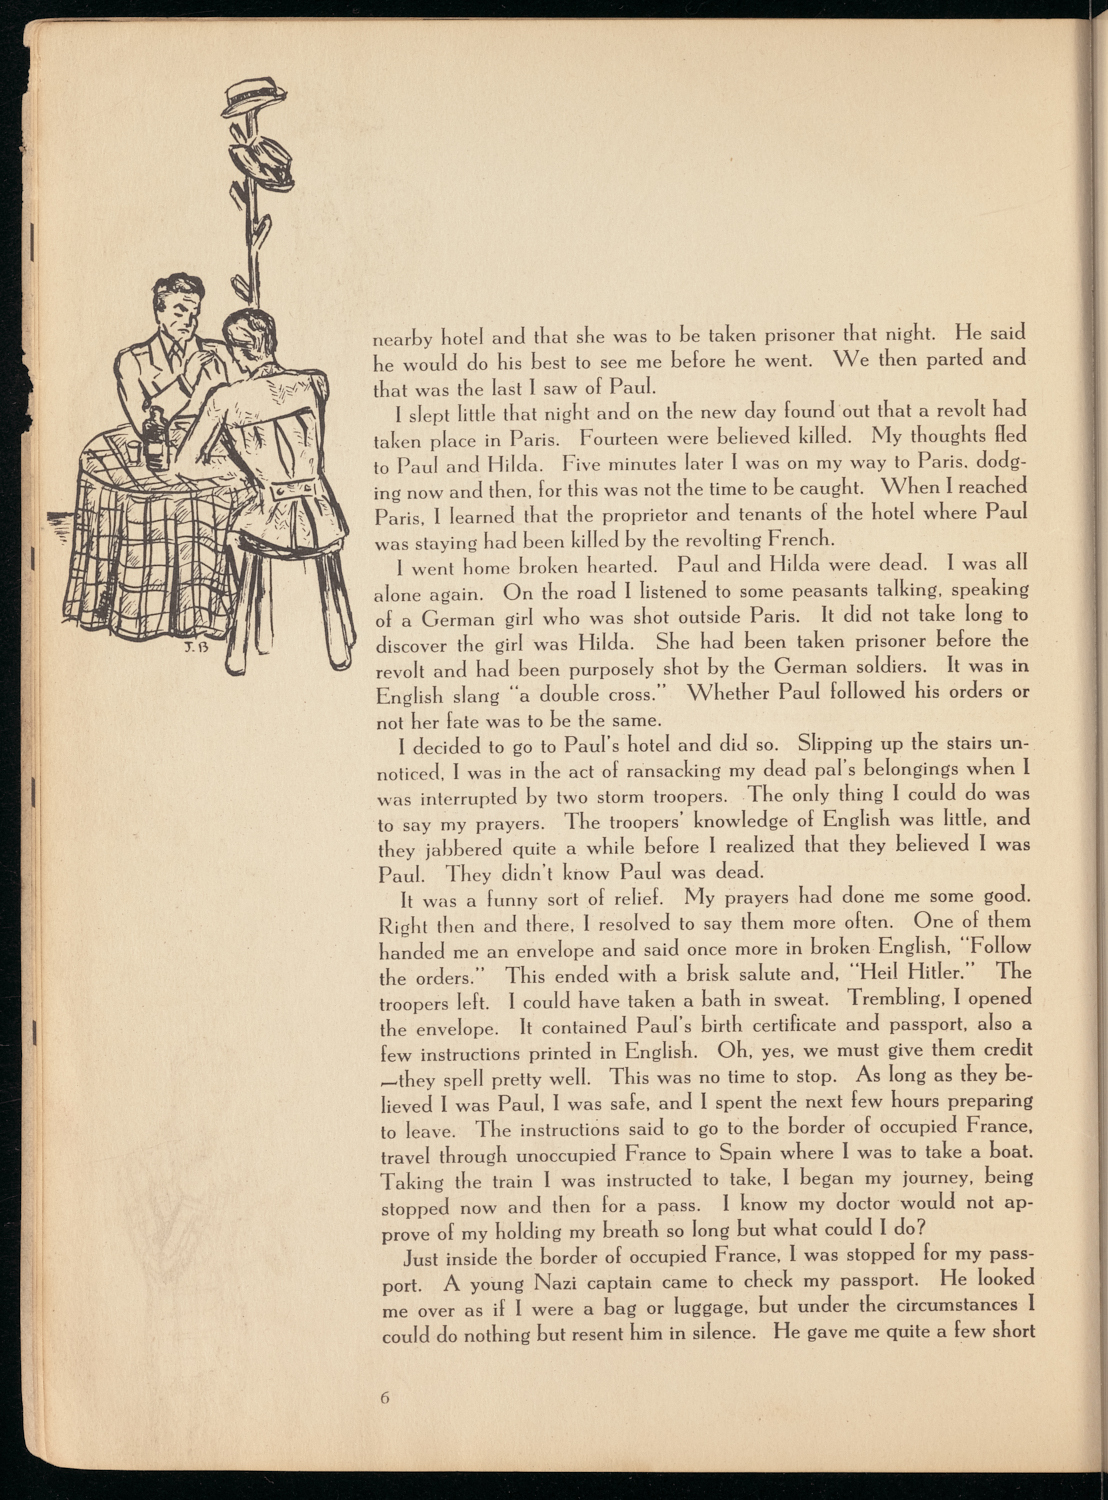 J. B
nearby hotel and that she was to be taken prisoner that night. He said
he would do his best to see me before he went. We then parted and
that was the last I saw of Paul.
I slept little that night and on the new day found out that a revolt had
taken place in Paris. Fourteen were believed killed. My thoughts fled
to Paul and Hilda. Five minutes later I was on my way to Paris, dodg-
ing now and then, for this was not the time to be caught. When I reached
Paris, I learned that the proprietor and tenants of the hotel where Paul
was staying had been killed by the revolting French.
I went home broken hearted. Paul and Hilda were dead. I was all
alone again. On the road I listened to some peasants talking, speaking
of a German girl who was shot outside Paris. It did not take long to
discover the girl was Hilda. She had been taken prisoner before the
revolt and had been purposely shot by the German soldiers. It was in
English slang "a double cross." Whether Paul followed his orders or
not her fate was to be the same.
I decided to go to Paul's hotel and did so. Slipping up the stairs un-
noticed, I was in the act of ransacking my dead pal's belongings when I
was interrupted by two storm troopers. The only thing I could do was
to say my prayers. The troopers' knowledge of English was little, and
they jabbered quite a while before I realized that they believed I was
Paul. They didn't know Paul was dead.
It was a funny sort of relief. My prayers had done me some good.
Right then and there, I resolved to say them more often. One of them
handed me an envelope and said once more in broken English, "Follow
the orders." This ended with a brisk salute and, "Heil Hitler." The
troopers left. I could have taken a bath in sweat. Trembling, I opened
the envelope. It contained Paul's birth certificate and passport, also a
few instructions printed in English. Oh, yes, we must give them credit
—they spell pretty well. This was no time to stop. As long as they be-
lieved I was Paul, I was safe, and I spent the next few hours preparing
to leave. The instructions said to go to the border of occupied France,
travel through unoccupied France to Spain where I was to take a boat.
Taking the train I was instructed to take, I began my journey, being
stopped now and then for a pass. I know my doctor would not ap-
prove of my holding my breath so long but what could I do?
Just inside the border of occupied France, I was stopped for my pass-
port. A young Nazi captain came to check my passport. He looked
me over as if I were a bag or luggage, but under the circumstances I
could do nothing but resent him in silence. He gave me quite a few short
6